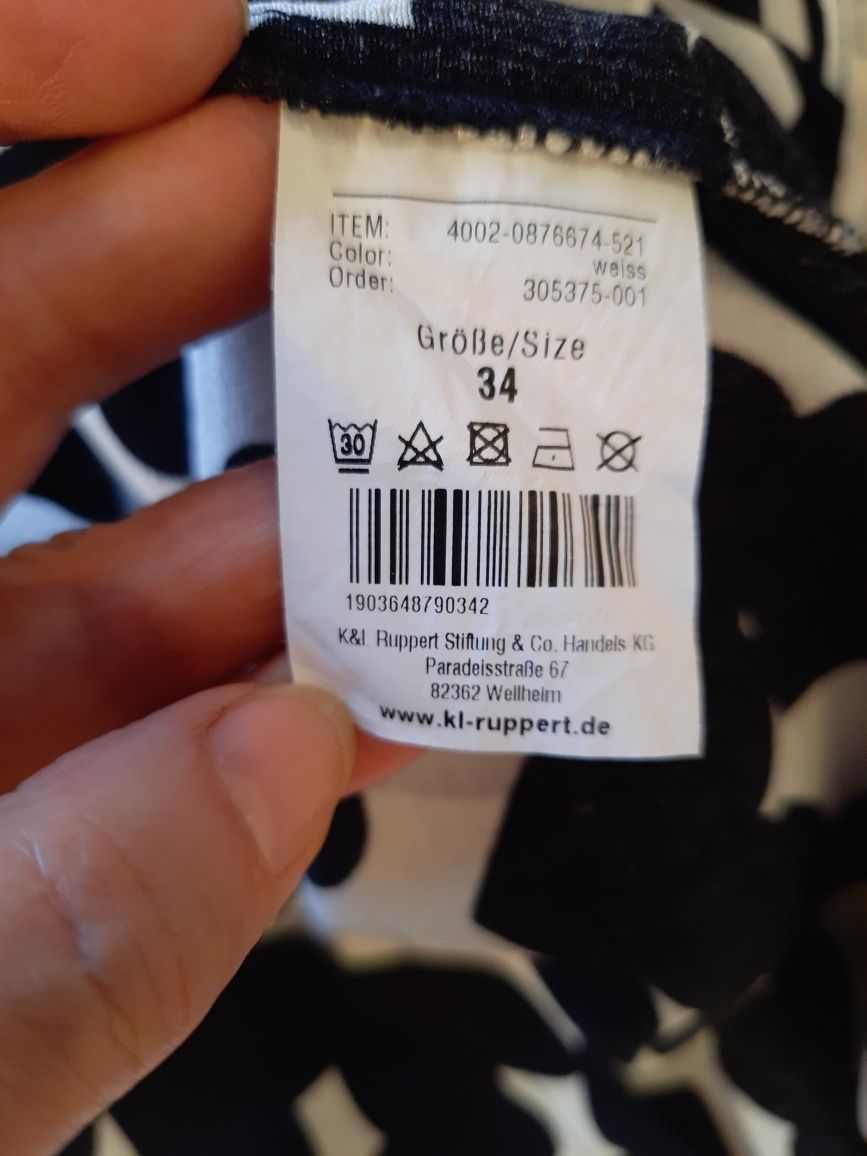 ITEM: 4002-0876674-521
Color: weiss
Order: 305375-001
Größe/Size
34
30
1903648790342
K&L Ruppert Stiftung & Co. Handels KG
Paradeisstraße 67
82362 Weilheim
www.kl-ruppert.de